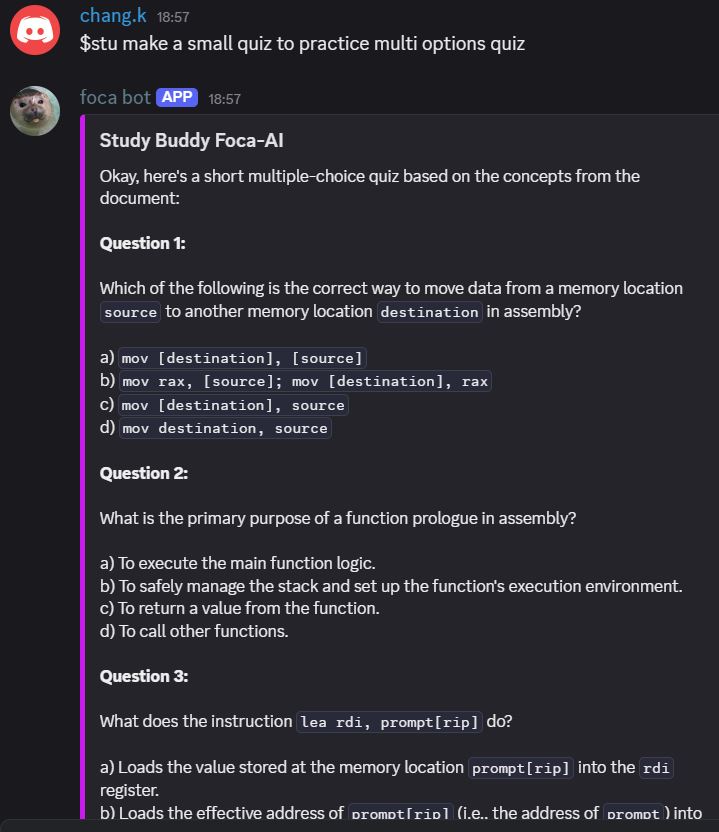 chang.k 18:57
$stu make a small quiz to practice multi options quiz
foca bot APP 18:57
Study Buddy Foca-AI
Okay, here's a short multiple-choice quiz based on the concepts from the
document:
Question 1:
Which of the following is the correct way to move data from a memory location
source to another memory location destination in assembly?
a) mov [destination], [source]
b) mov rax, [source]; mov [destination], rax
c) mov [destination], source
d) mov destination, source
Question 2:
What is the primary purpose of a function prologue in assembly?
a) To execute the main function logic.
b) To safely manage the stack and set up the function's execution environment.
c) To return a value from the function.
d) To call other functions.
Question 3:
What does the instruction lea rdi, prompt[rip] do?
a) Loads the value stored at the memory location prompt[rip] into the rdi
register.
b) Loads the effective address of prompt[rip] (i.e., the address of prompt) into